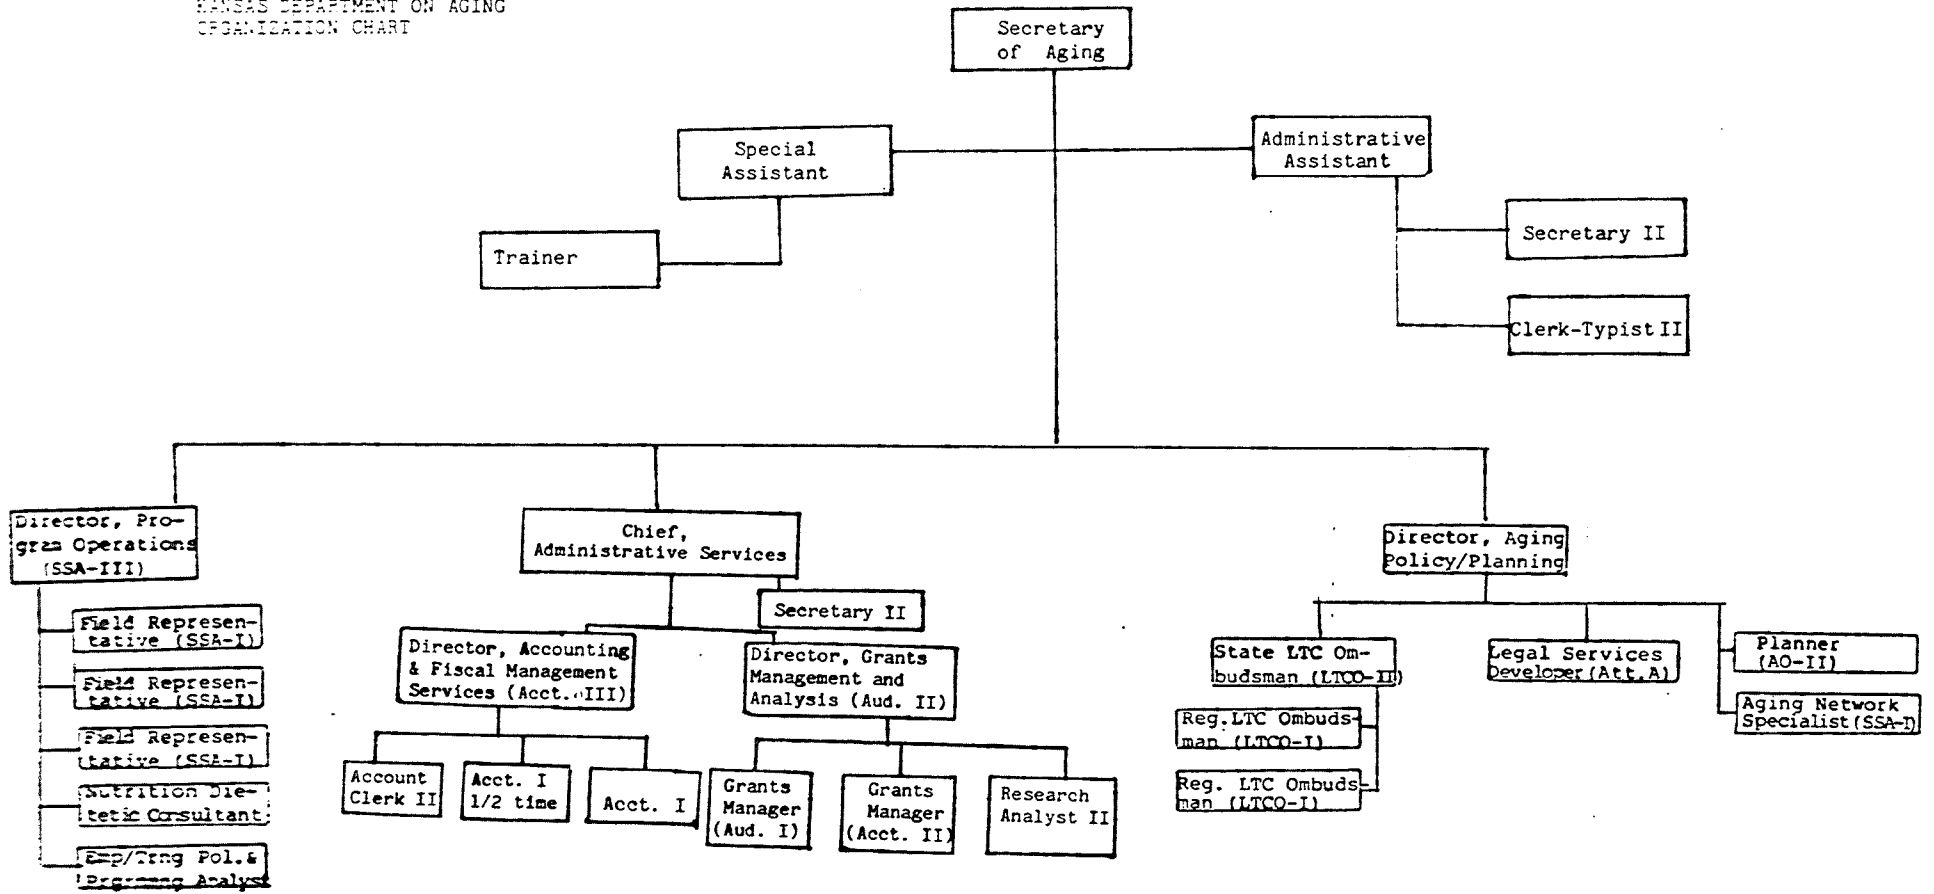 KANSAS DEPARTMENT ON AGING
ORGANIZATION CHART
Secretary
of Aging
Special
Assistant
Administrative
Assistant
Trainer
Secretary II
Clerk-Typist II
Director, Pro-
gram Operations
(SSA-III)
Field Represen-
tative (SSA-I)
Field Represen-
tative (SSA-I)
Field Represen-
tative (SSA-I)
Nutrition Die-
tetic Consultant
Emp/Trng Pol.&
Prgrmmng Analyst
Chief,
Administrative Services
Secretary II
Director, Accounting
& Fiscal Management
Services (Acct. III)
Account
Clerk II
Acct. I
1/2 time
Acct. I
Director, Grants
Management and
Analysis (Aud. II)
Grants
Manager
(Aud. I)
Grants
Manager
(Acct. II)
Research
Analyst II
Director, Aging
Policy/Planning
State LTC Om-
budsman (LTCO-II)
Reg.LTC Ombuds-
man (LTCO-I)
Reg. LTC Ombuds-
man (LTCO-I)
Legal Services
Developer (Att.A)
Planner
(AO-II)
Aging Network
Specialist (SSA-I)